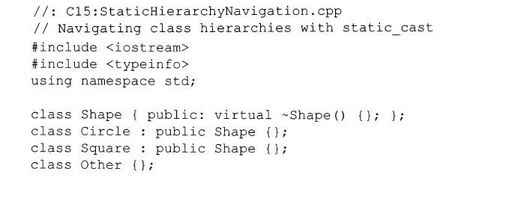 //: C15:StaticHierarchyNavigation.cpp
// Navigating class hierarchies with static_cast
#include <iostream>
#include <typeinfo>
using namespace std;
class Shape { public: virtual ~Shape() {}; };
class Circle : public Shape {};
class Square : public Shape {};
class Other {};